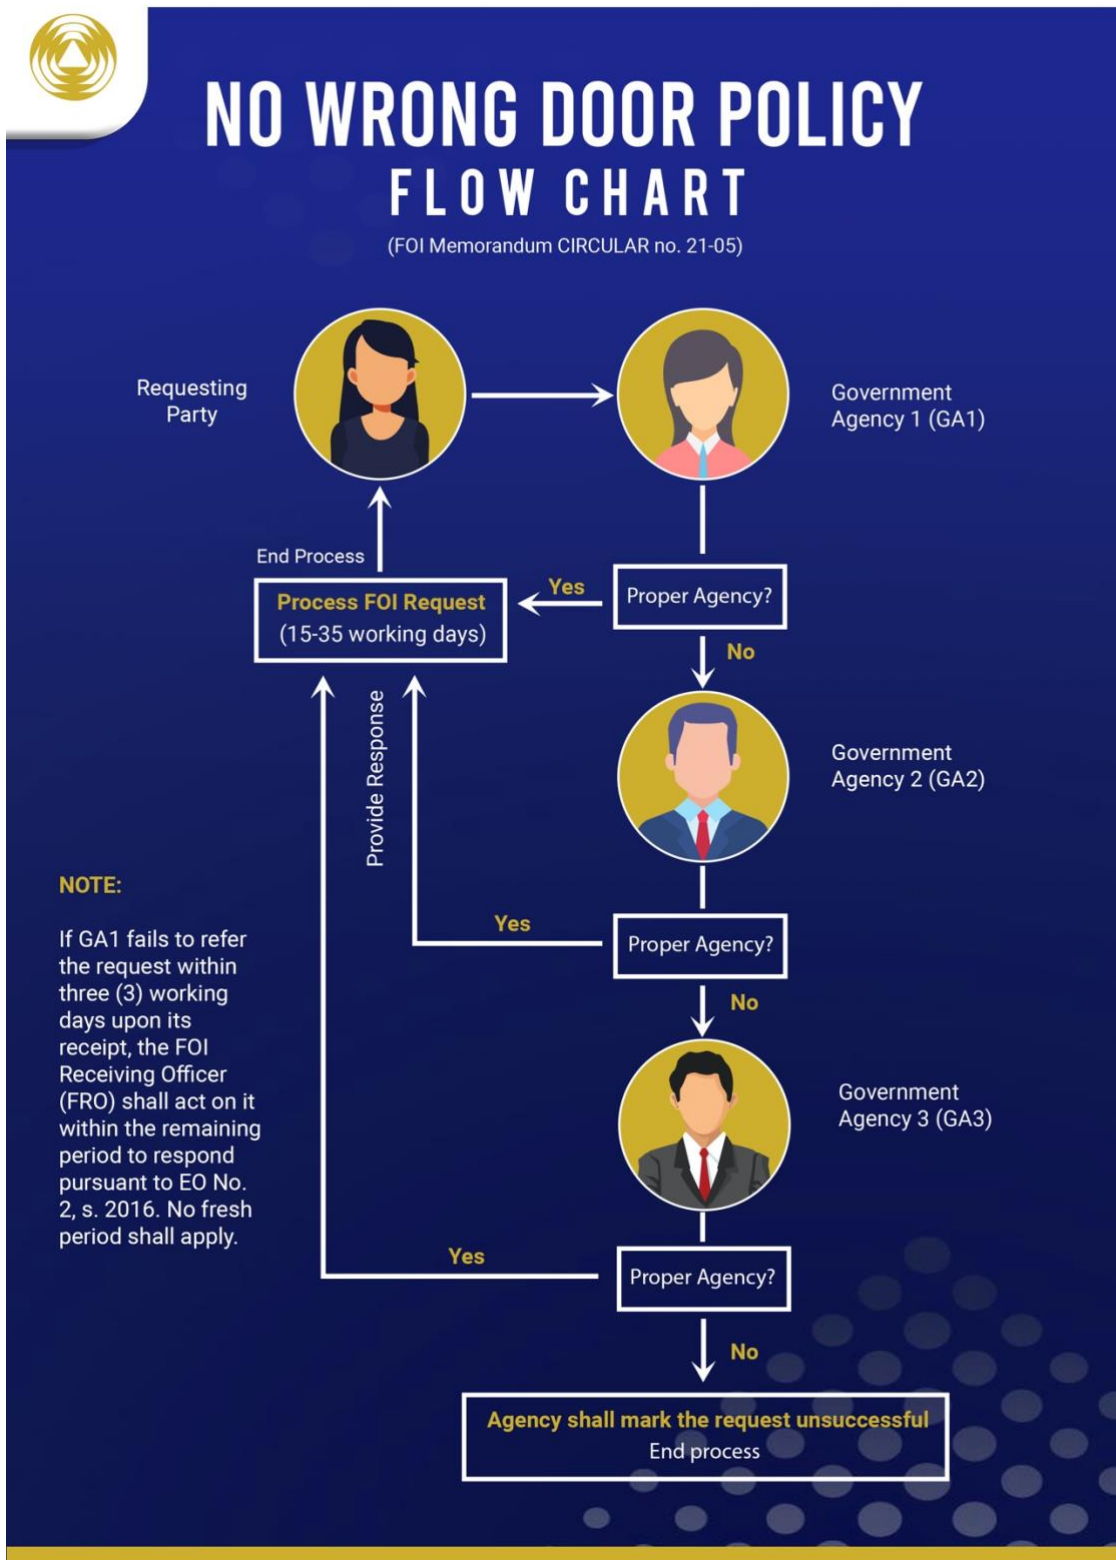 NO WRONG DOOR POLICY
FLOW CHART
(FOI Memorandum CIRCULAR no. 21-05)
Requesting
Party
Government
Agency 1 (GA1)
End Process
Process FOI Request
(15-35 working days)
Yes
Proper Agency?
No
Provide Response
Government
Agency 2 (GA2)
Yes
Proper Agency?
No
NOTE:
If GA1 fails to refer
the request within
three (3) working
days upon its
receipt, the FOI
Receiving Officer
(FRO) shall act on it
within the remaining
period to respond
pursuant to EO No.
2, s. 2016. No fresh
period shall apply.
Government
Agency 3 (GA3)
Yes
Proper Agency?
No
Agency shall mark the request unsuccessful
End process